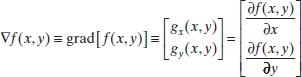 ∇f(x, y) ≡ grad[f(x, y)] ≡ [g_x(x, y) g_y(x, y)] = [∂f(x, y)/∂x ∂f(x, y)/∂y]